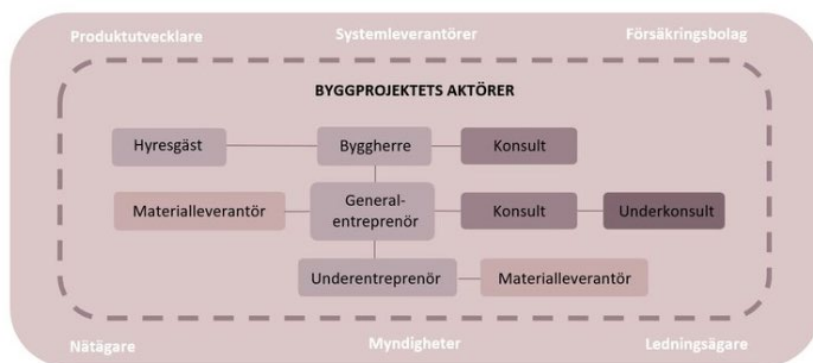 Produktutvecklare Systemleverantörer Försäkringsbolag
BYGGPROJEKTETS AKTÖRER
Hyresgäst Byggherre Konsult
Materialleverantör General-
entreprenör Konsult Underkonsult
Underentreprenör Materialleverantör
Nätägare Myndigheter Ledningsägare